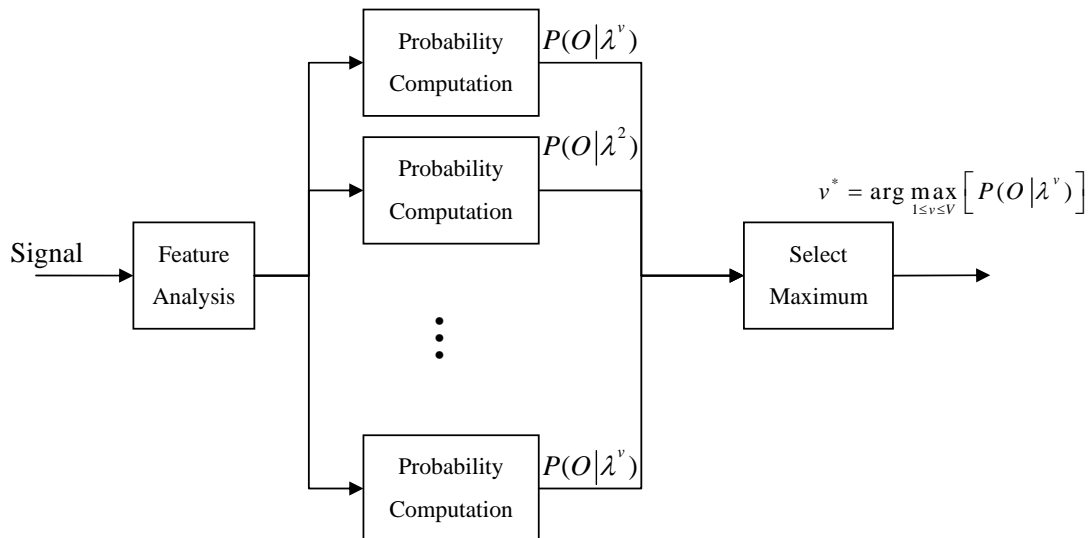 Probability
Computation
P(O|λ^v)
Probability
Computation
P(O|λ^2)
v* = arg max_{1≤v≤V} [P(O|λ^v)]
Signal
Feature
Analysis
Select
Maximum
Probability
Computation
P(O|λ^v)